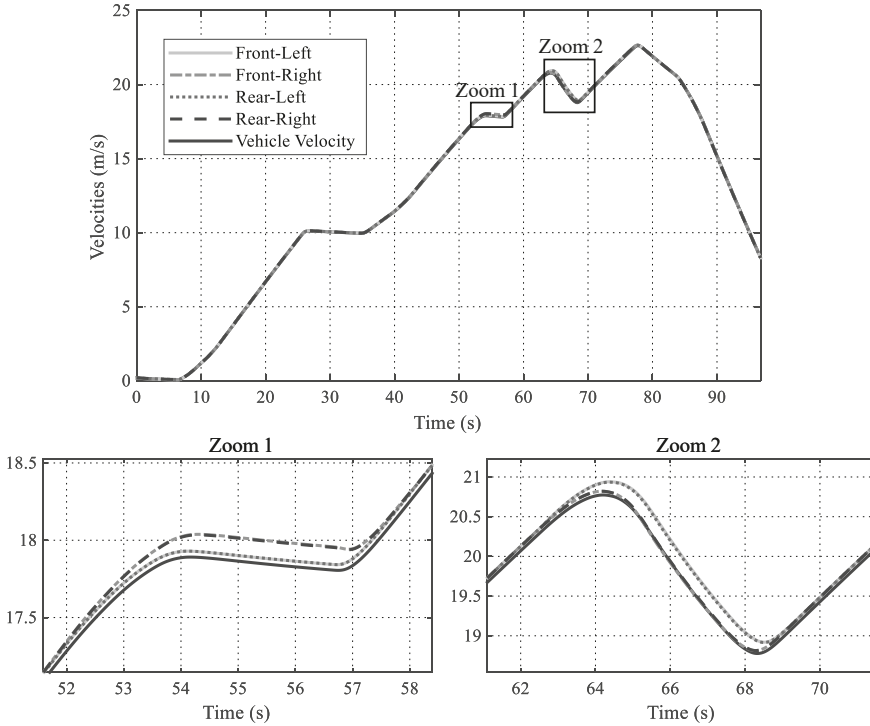 25
20
15
10
5
0
Velocities (m/s)
Front-Left
Front-Right
Rear-Left
Rear-Right
Vehicle Velocity
Zoom 1
Zoom 2
0 10 20 30 40 50 60 70 80 90
Time (s)
Zoom 1
18.5
18
17.5
52 53 54 55 56 57 58
Time (s)
Zoom 2
21
20.5
20
19.5
19
62 64 66 68 70
Time (s)